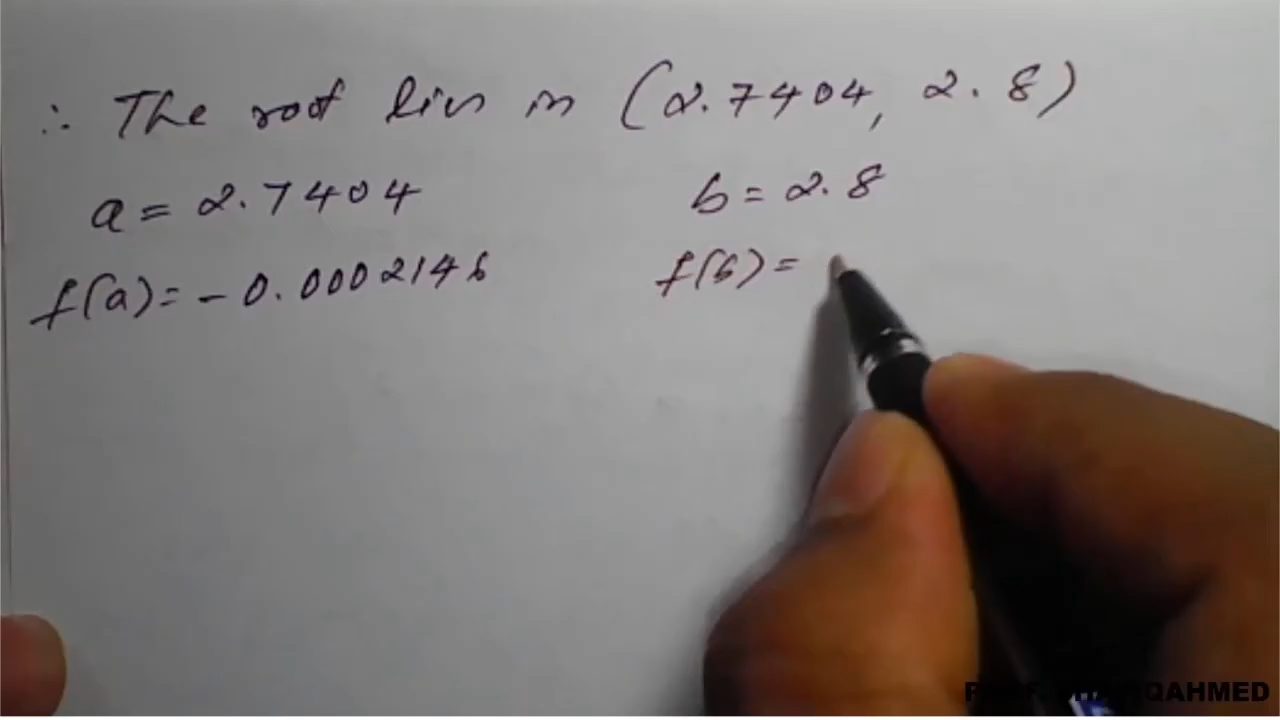 ∴ The root lies in (2.7404, 2.8)
a = 2.7404 b = 2.8
f(a) = - 0.0002146 f(b) =